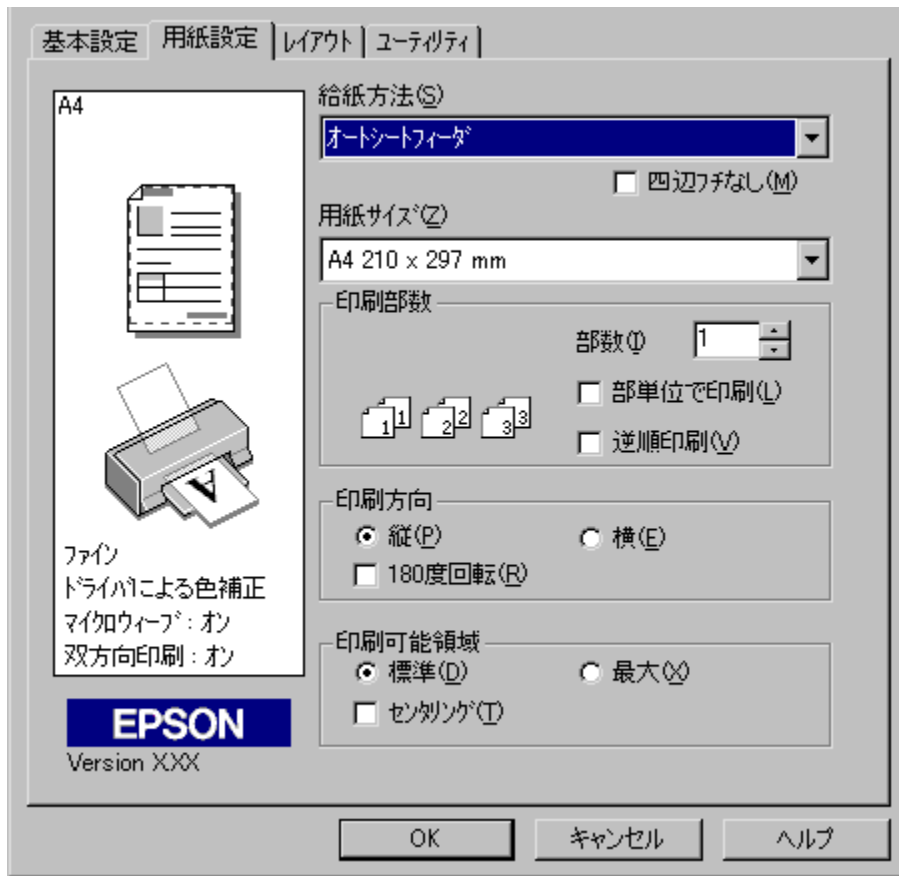 基本設定 用紙設定 ﾚｲｱｳﾄ ﾕｰﾃｨﾘﾃｨ
A4
ﾌｧｲﾝ
ﾄﾞﾗｲﾊﾞによる色補正
ﾏｲｸﾛｳｨｰﾌﾞ : ｵﾝ
双方向印刷 : ｵﾝ
EPSON
Version X.XX
給紙方法(S)
ｵｰﾄｼｰﾄﾌｨｰﾀﾞ
四辺ﾌﾁなし(M)
用紙ｻｲｽﾞ(Z)
A4 210 x 297 mm
印刷部数
部数(I) 1
1 1 2 2 3 3
部単位で印刷(L)
逆順印刷(V)
印刷方向
縦(P) 横(E)
180度回転(R)
印刷可能領域
標準(D) 最大(X)
ｾﾝﾀﾘﾝｸﾞ(T)
OK キャンセル ヘルプ